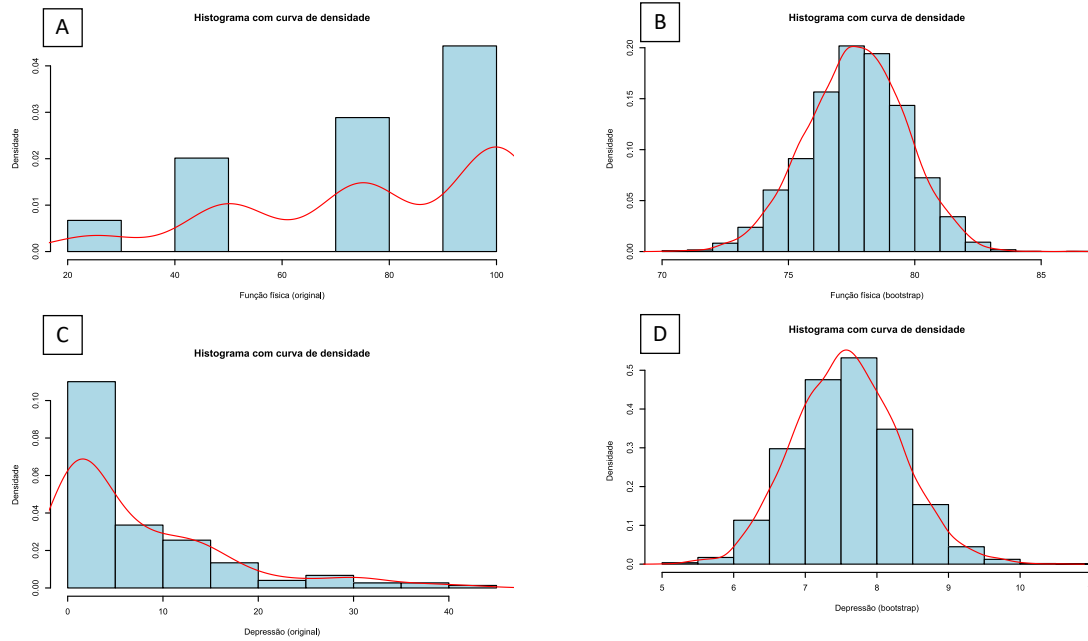 A
Histograma com curva de densidade
Densidade
0.00
0.01
0.02
0.03
0.04
20
40
60
80
100
Função física (original)
B
Histograma com curva de densidade
Densidade
0.00
0.05
0.10
0.15
0.20
70
75
80
85
Função física (bootstrap)
C
Histograma com curva de densidade
Densidade
0.00
0.02
0.04
0.06
0.08
0.10
0
10
20
30
40
Depressão (original)
D
Histograma com curva de densidade
Densidade
0.0
0.1
0.2
0.3
0.4
0.5
5
6
7
8
9
10
Depressão (bootstrap)